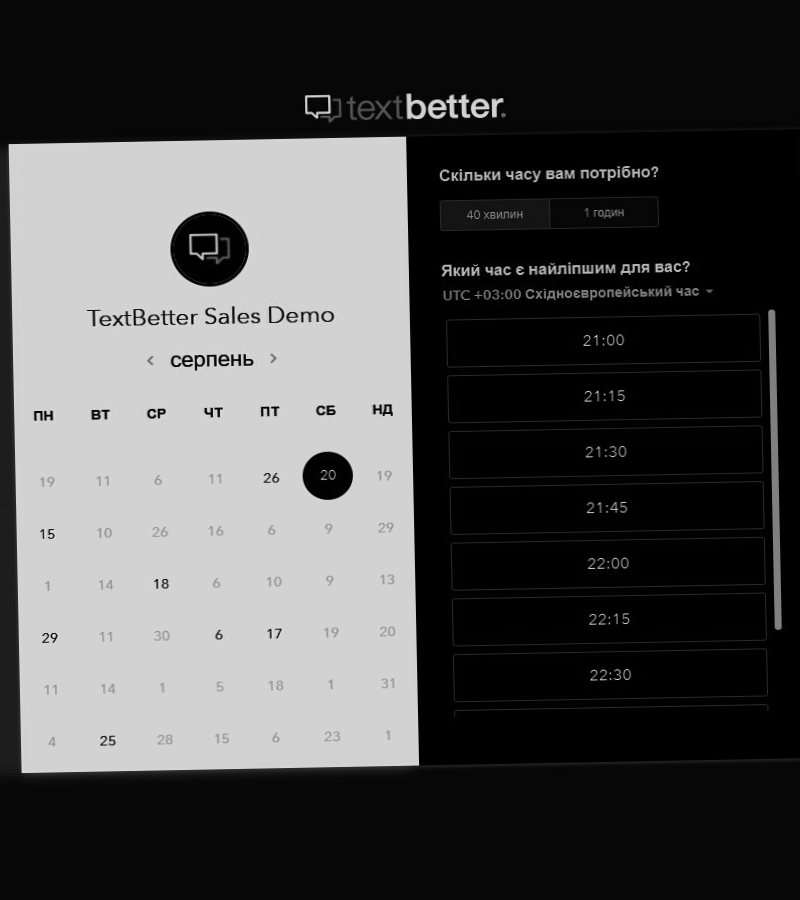 textbetter.
TextBetter Sales Demo
серпень
ПН ВТ СР ЧТ ПТ СБ НД
19 11 6 11 26 20 19
15 10 26 16 6 9 29
1 14 18 6 10 9 13
29 11 30 6 17 19 20
11 14 1 5 18 1 31
4 25 28 15 6 23 1
Скільки часу вам потрібно?
40 хвилин 1 годин
Який час є найліпшим для вас?
UTC +03:00 Східноєвропейський час
21:00
21:15
21:30
21:45
22:00
22:15
22:30